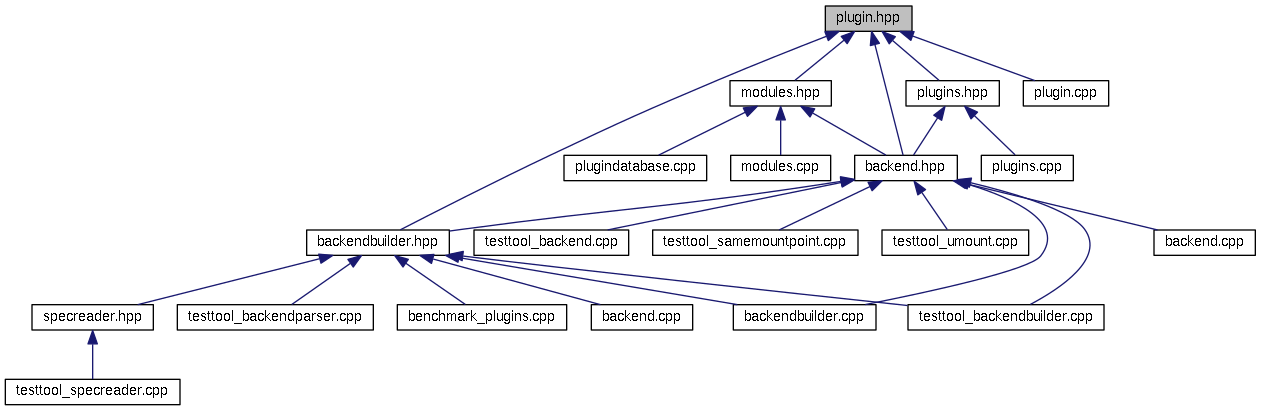 plugin.hpp
modules.hpp
plugins.hpp
plugin.cpp
plugindatabase.cpp
modules.cpp
backend.hpp
plugins.cpp
backendbuilder.hpp
testtool_backend.cpp
testtool_samemountpoint.cpp
testtool_umount.cpp
backend.cpp
specreader.hpp
testtool_backendparser.cpp
benchmark_plugins.cpp
backend.cpp
backendbuilder.cpp
testtool_backendbuilder.cpp
testtool_specreader.cpp